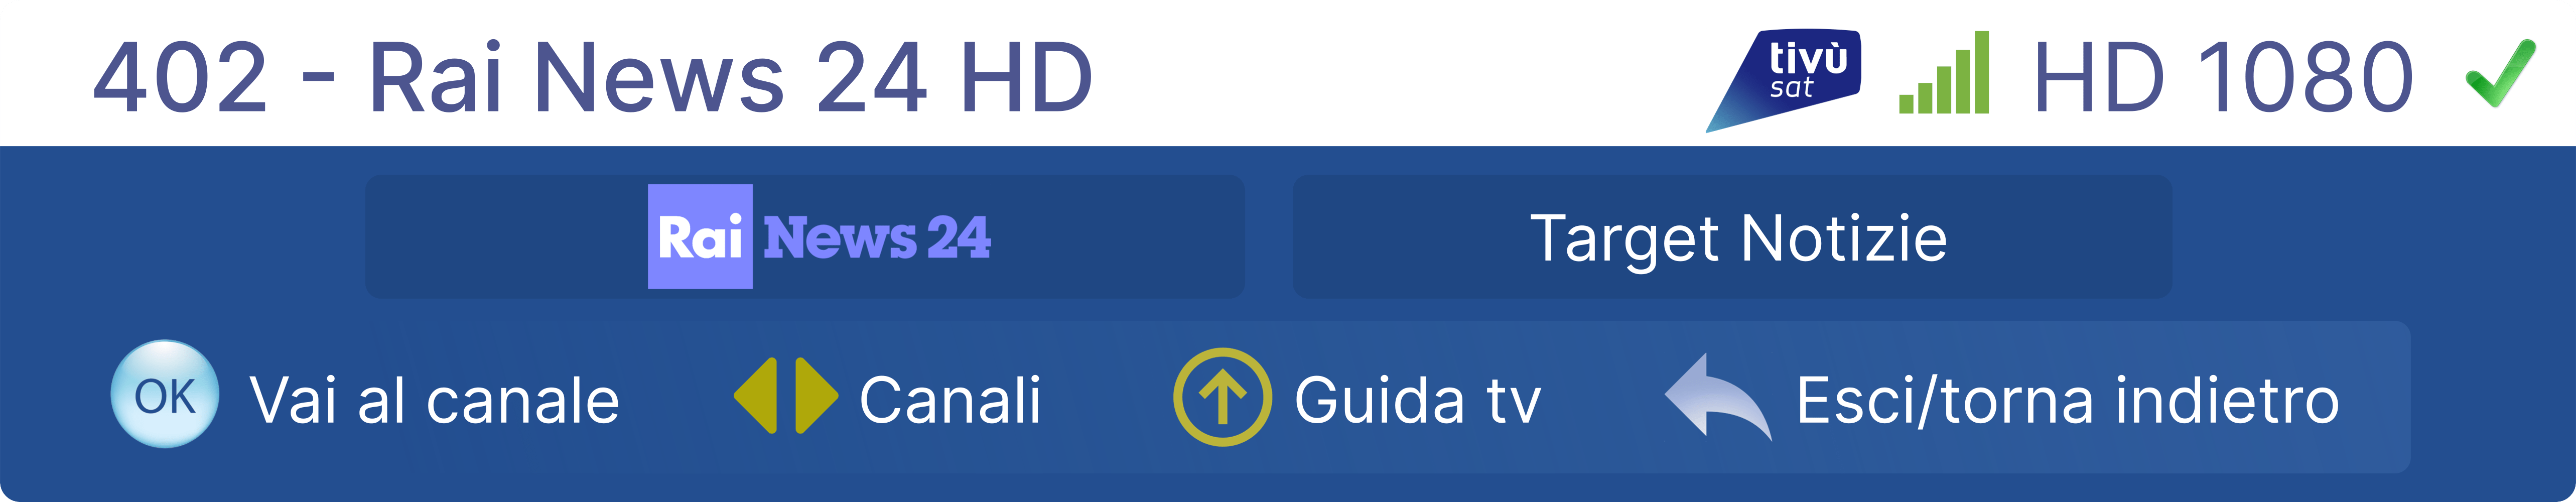 402 - Rai News 24 HD
tivù
sat
HD 1080
Rai News 24
Target Notizie
OK Vai al canale
Canali
Guida tv
Esci/torna indietro